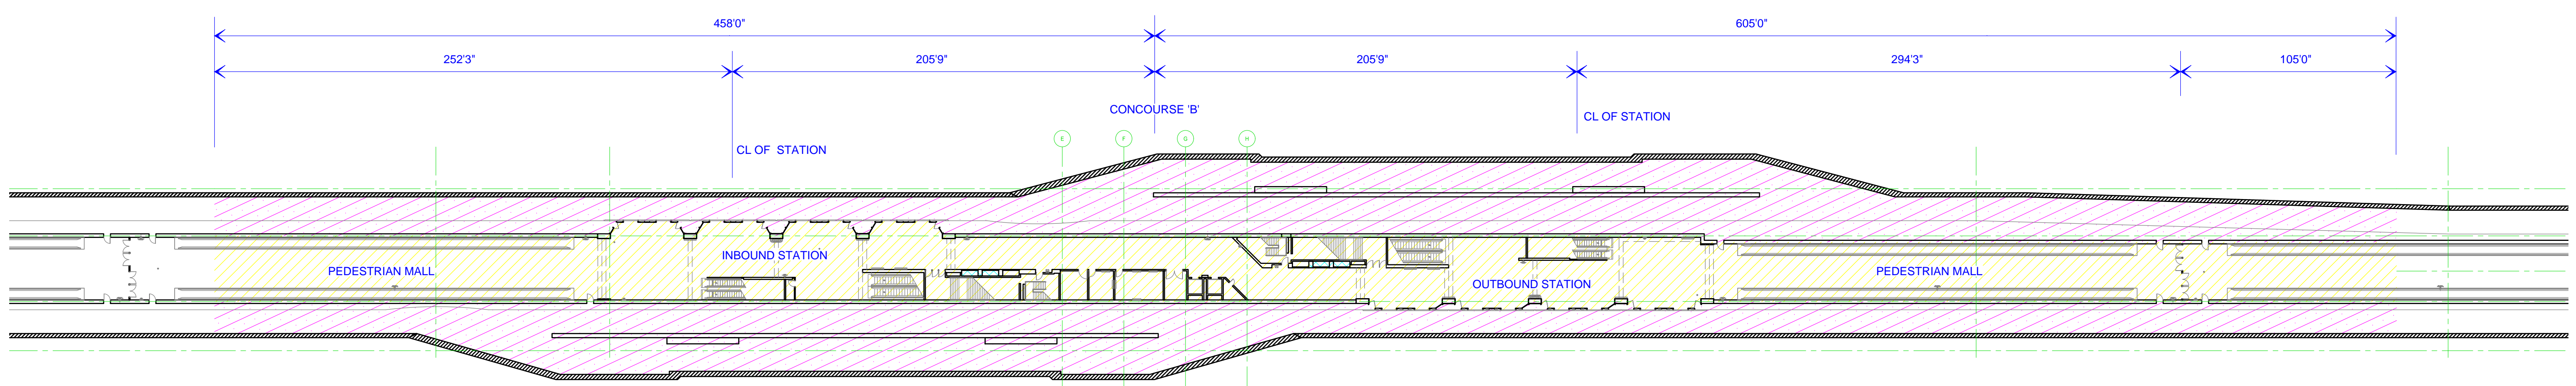 458'0"
605'0"
252'3"
205'9"
205'9"
294'3"
105'0"
CONCOURSE 'B'
CL OF STATION
CL OF STATION
E
F
G
H
INBOUND STATION
PEDESTRIAN MALL
PEDESTRIAN MALL
OUTBOUND STATION